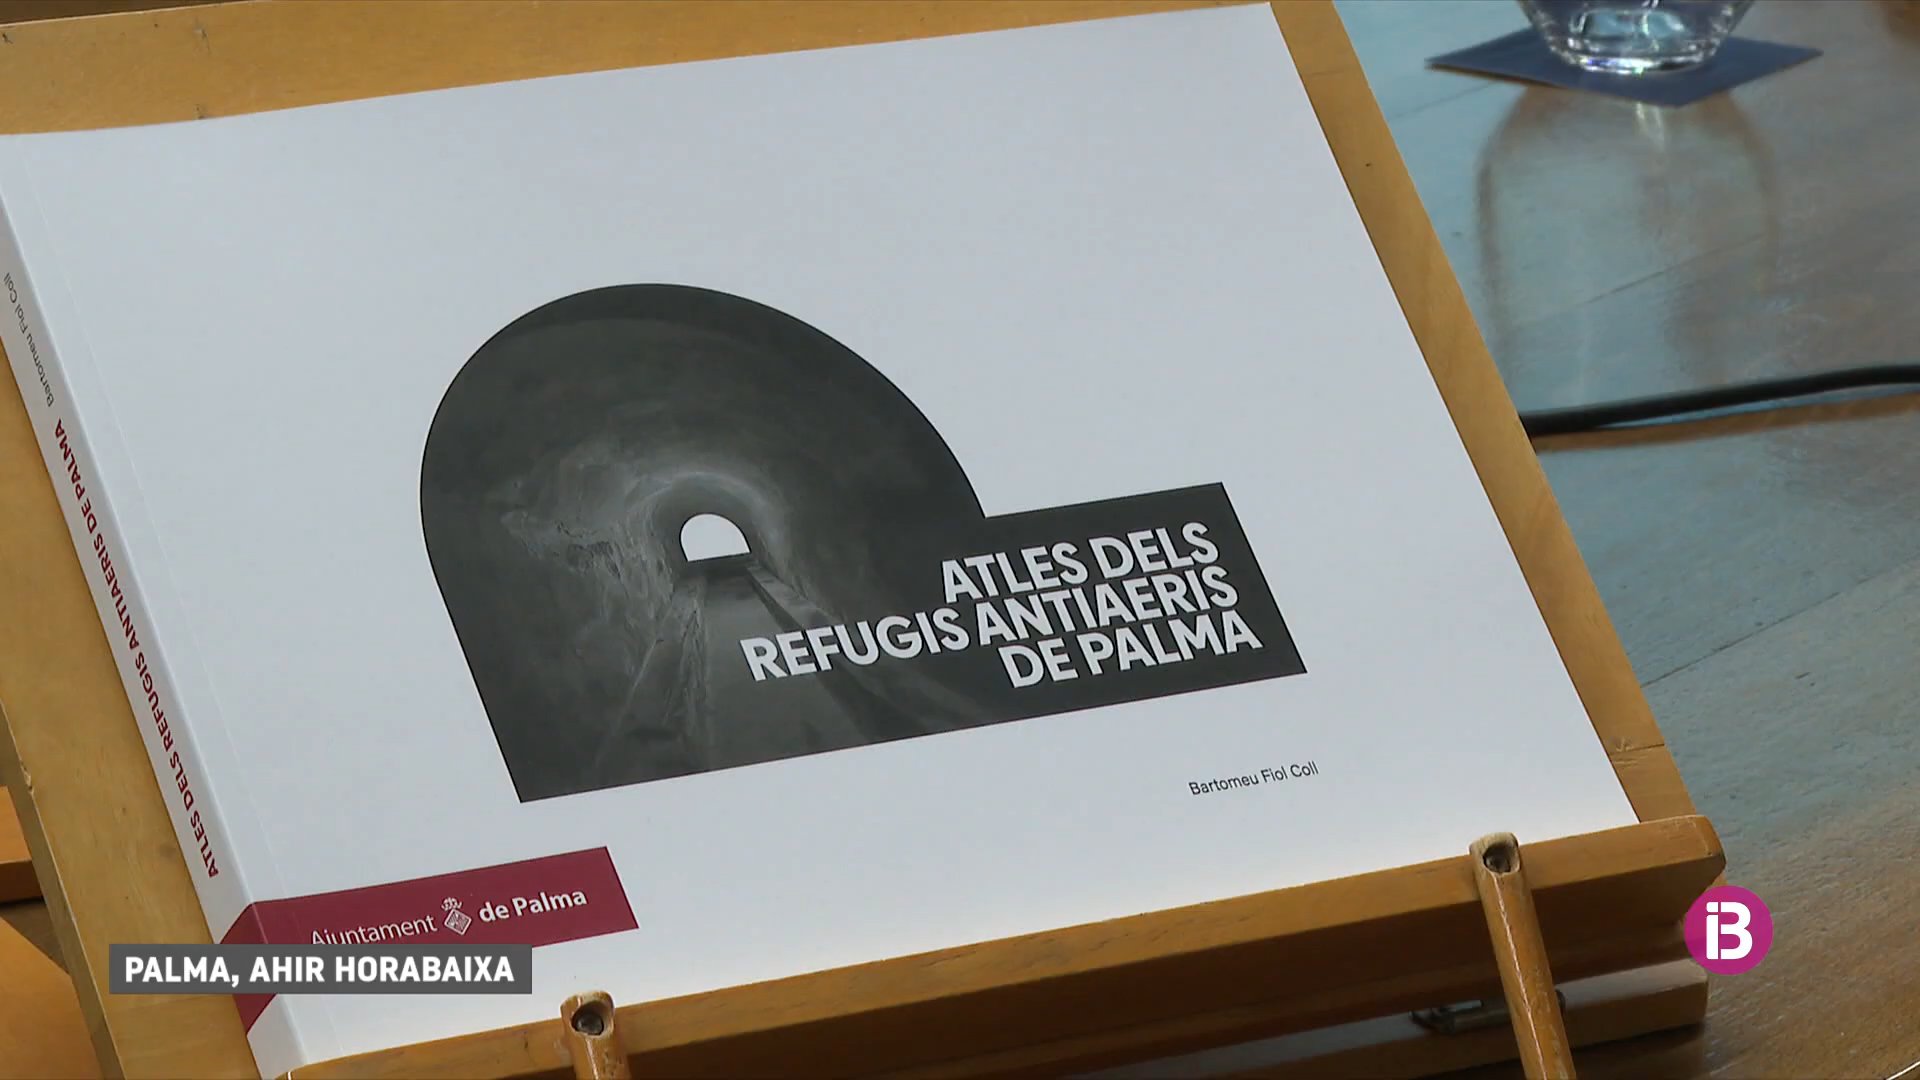 ATLES DELS
REFUGIS ANTIAERIS
DE PALMA
Bartomeu Fiol Coll
Ajuntament de Palma
ATLES DELS REFUGIS ANTIAERIS DE PALMA Bartomeu Fiol Coll
PALMA, AHIR HORABAIXA
IB